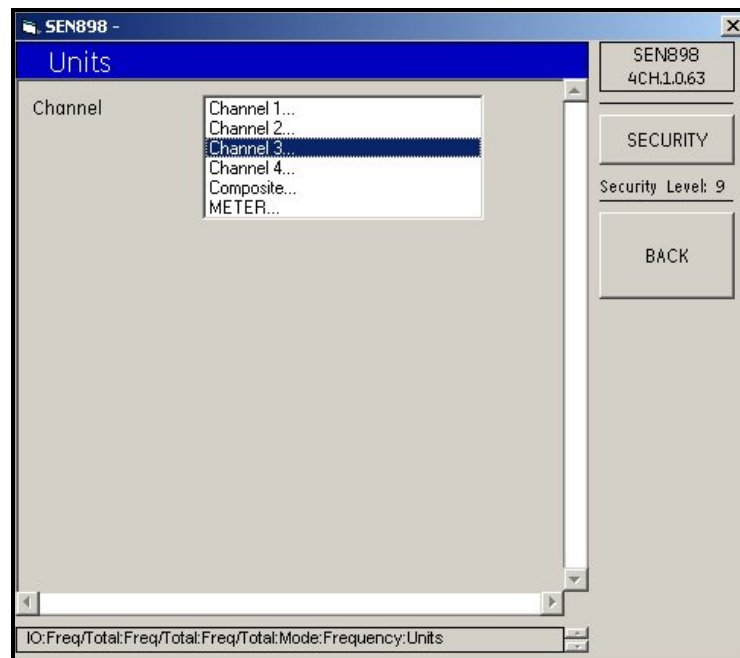 SEN898 -
Units
SEN898
4CH.1.0.63
Channel
Channel 1...
Channel 2...
Channel 3...
Channel 4...
Composite...
METER...
SECURITY
Security Level: 9
BACK
IO:Freq/Total:Freq/Total:Freq/Total:Mode:Frequency:Units